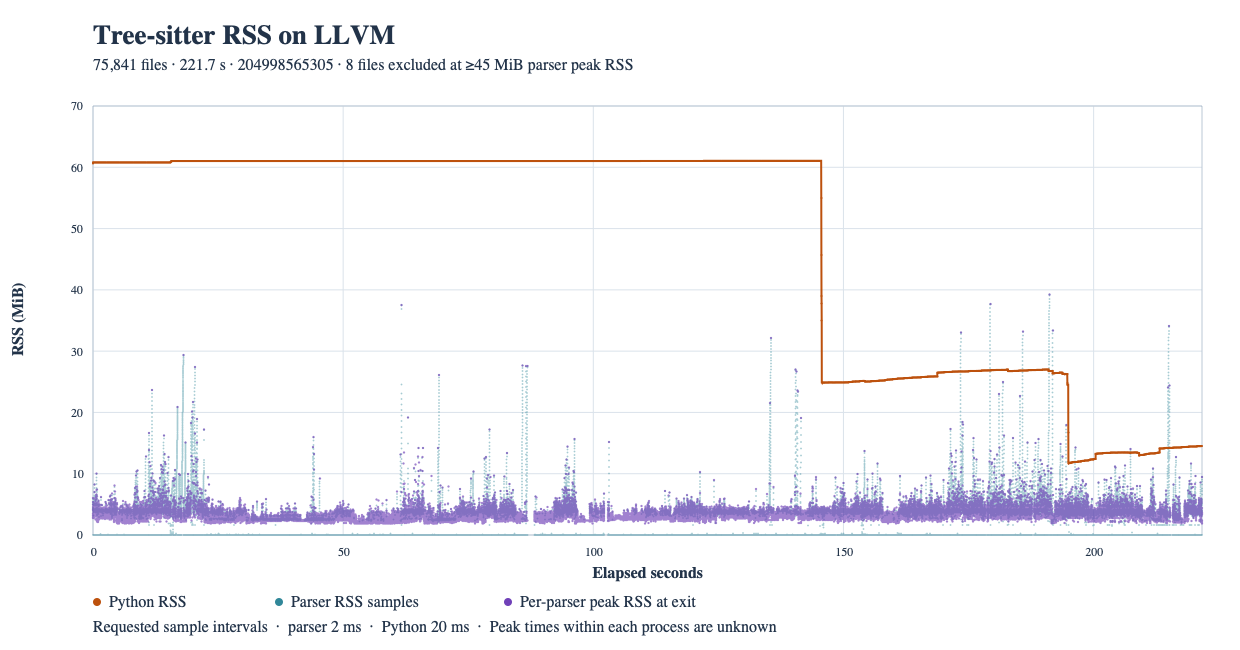 Tree-sitter RSS on LLVM
75,841 files · 221.7 s · 204998565305 · 8 files excluded at ≥45 MiB parser peak RSS
70
60
50
40
30
20
10
0
RSS (MiB)
0 50 100 150 200
Elapsed seconds
Python RSS Parser RSS samples Per-parser peak RSS at exit
Requested sample intervals · parser 2 ms · Python 20 ms · Peak times within each process are unknown